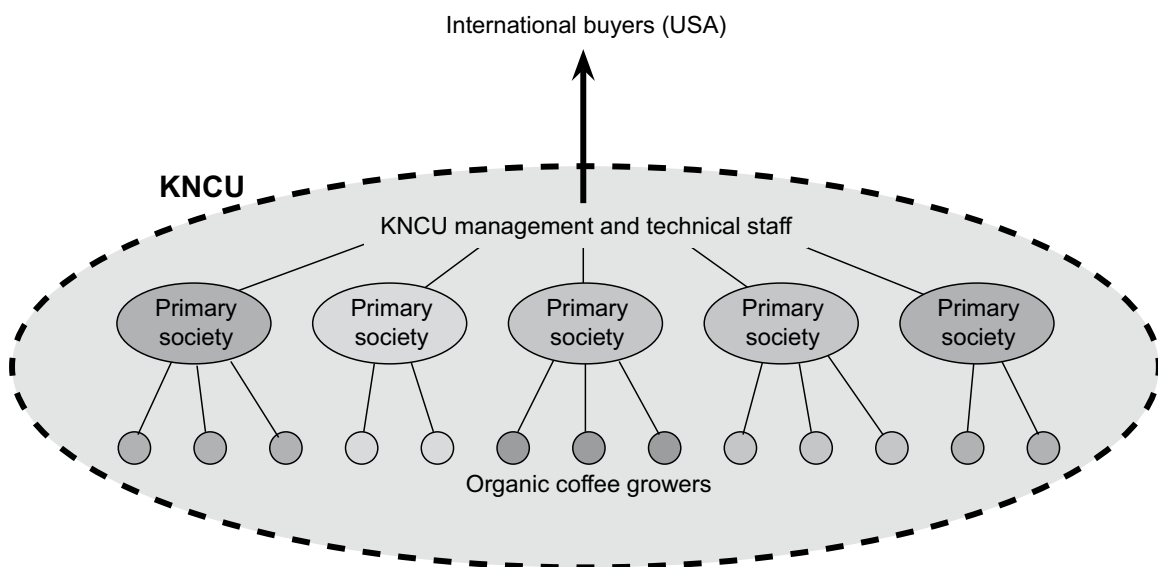 International buyers (USA)
KNCU
KNCU management and technical staff
Primary
society
Primary
society
Primary
society
Primary
society
Primary
society
Organic coffee growers